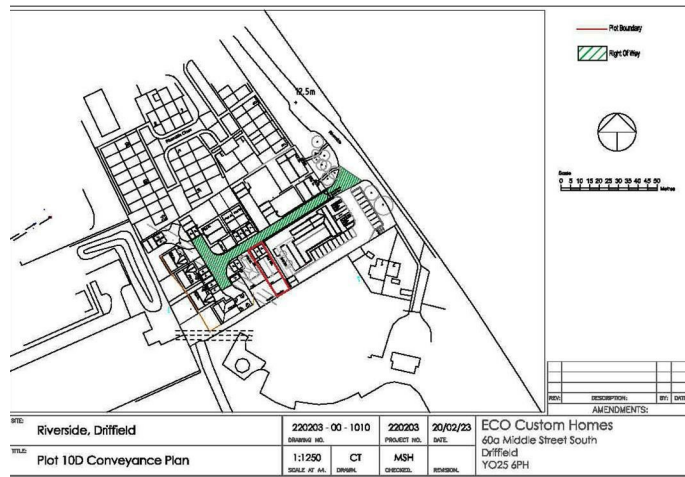 Plot Boundary
Right Of Way
12.5m
Scale
0 5 10 15 20 25 30 35 40 45 50
Metres
REV: DESCRIPTION: BY: DATE
AMENDMENTS:
SITE:
Riverside, Driffield
220203 - 00 - 1010
DRAWING NO.
220203
PROJECT NO.
20/02/23
DATE.
ECO Custom Homes
60a Middle Street South
Driffield
YO25 6PH
TITLE:
Plot 10D Conveyance Plan
1:1250
SCALE AT A4.
CT
DRAWN.
MSH
CHECKED.
REVISION.